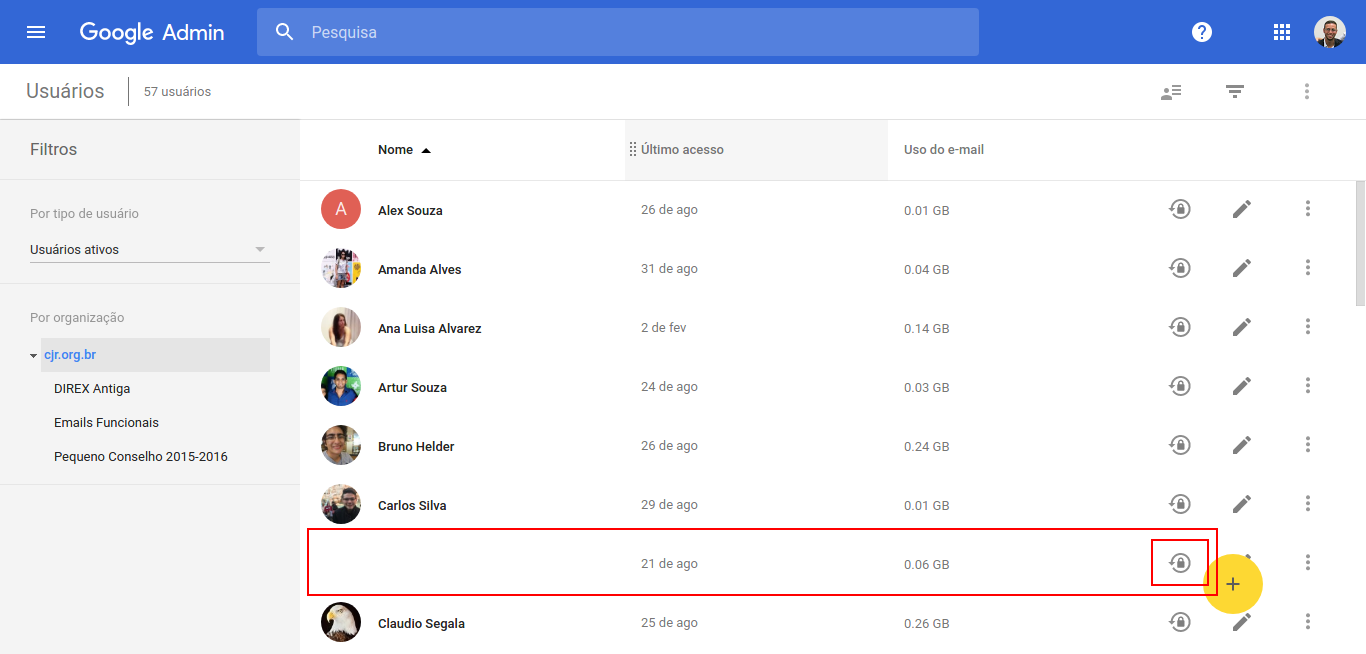 Google Admin
Pesquisa
Usuários
57 usuários
Filtros
Nome
Último acesso
Uso do e-mail
Por tipo de usuário
Usuários ativos
Por organização
cjr.org.br
DIREX Antiga
Emails Funcionais
Pequeno Conselho 2015-2016
A Alex Souza 26 de ago 0.01 GB
Amanda Alves 31 de ago 0.04 GB
Ana Luisa Alvarez 2 de fev 0.14 GB
Artur Souza 24 de ago 0.03 GB
Bruno Helder 26 de ago 0.24 GB
Carlos Silva 29 de ago 0.01 GB
21 de ago 0.06 GB
Claudio Segala 25 de ago 0.26 GB